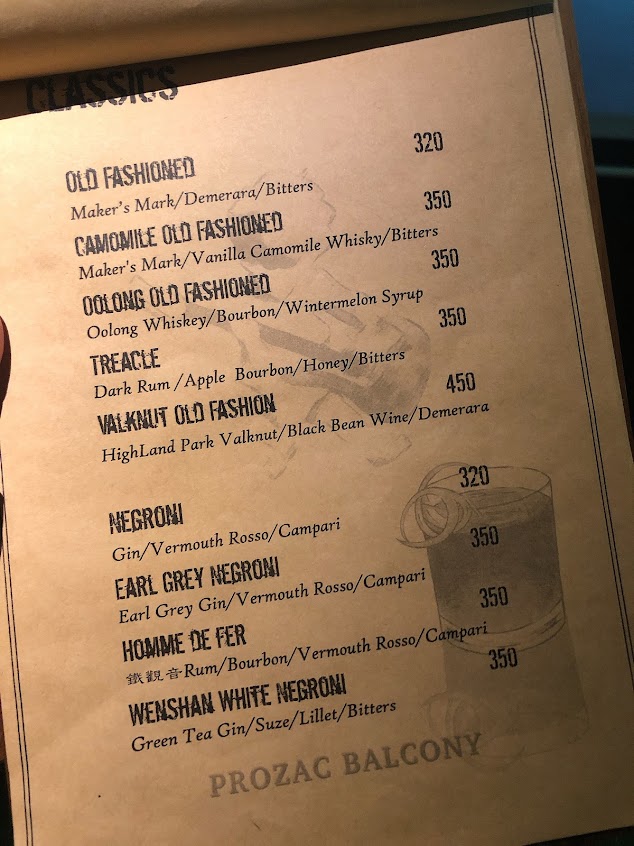 CLASSICS
OLD FASHIONED 320
Maker's Mark/Demerara/Bitters
CAMOMILE OLD FASHIONED 350
Maker's Mark/Vanilla Camomile Whisky/Bitters
OOLONG OLD FASHIONED 350
Oolong Whiskey/Bourbon/Wintermelon Syrup
TREACLE 350
Dark Rum /Apple Bourbon/Honey/Bitters
VALKNUT OLD FASHION 450
HighLand Park Valknut/Black Bean Wine/Demerara
NEGRONI 320
Gin/Vermouth Rosso/Campari
EARL GREY NEGRONI 350
Earl Grey Gin/Vermouth Rosso/Campari
HOMME DE FER 350
鐵觀音Rum/Bourbon/Vermouth Rosso/Campari
WENSHAN WHITE NEGRONI 350
Green Tea Gin/Suze/Lillet/Bitters
PROZAC BALCONY